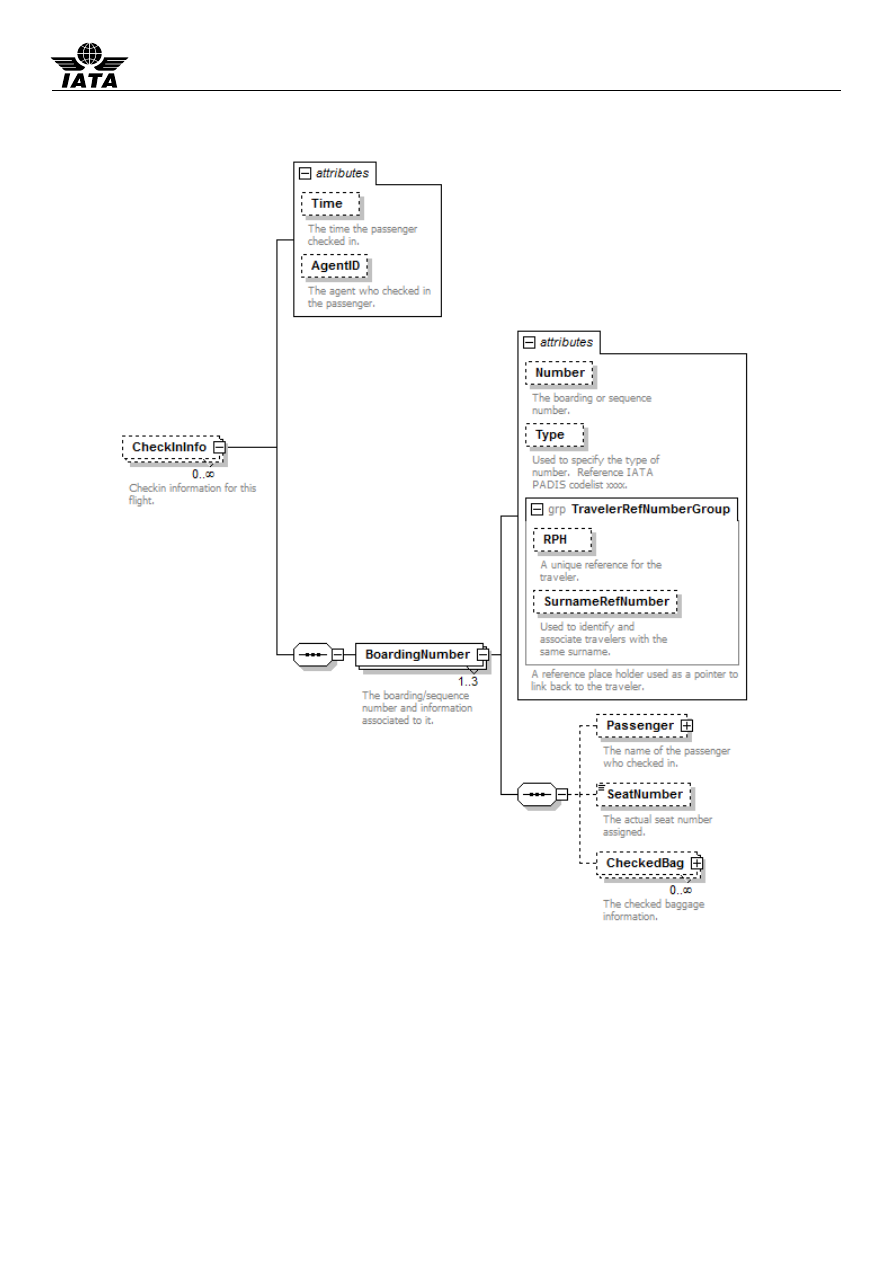 IATA
attributes
Time
The time the passenger
checked in.
AgentID
The agent who checked in
the passenger.
attributes
Number
The boarding or sequence
number.
Type
Used to specify the type of
number. Reference IATA
PADIS codelist xxxx.
grp TravelerRefNumberGroup
RPH
A unique reference for the
traveler.
SurnameRefNumber
Used to identify and
associate travelers with the
same surname.
A reference place holder used as a pointer to
link back to the traveler.
CheckInInfo
0..∞
Checkin information for this
flight.
BoardingNumber
1..3
The boarding/sequence
number and information
associated to it.
Passenger
The name of the passenger
who checked in.
SeatNumber
The actual seat number
assigned.
CheckedBag
0..∞
The checked baggage
information.